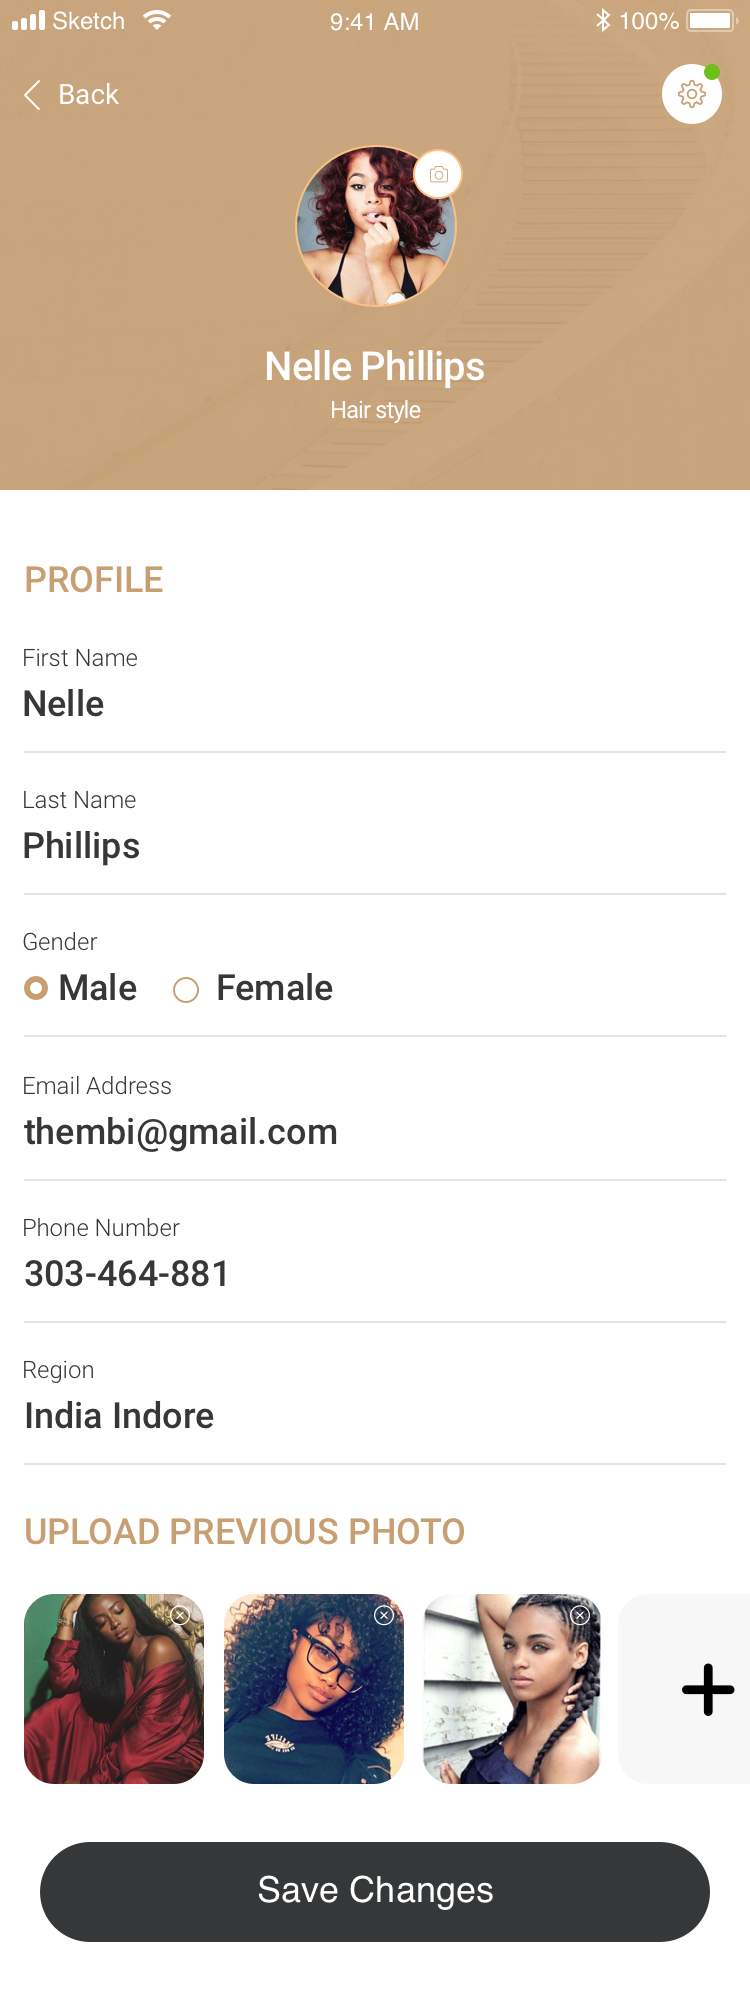 Sketch 9:41 AM 100%
Back
Nelle Phillips
Hair style
PROFILE
First Name
Nelle
Last Name
Phillips
Gender
Male Female
Email Address
thembi@gmail.com
Phone Number
303-464-881
Region
India Indore
UPLOAD PREVIOUS PHOTO
Save Changes